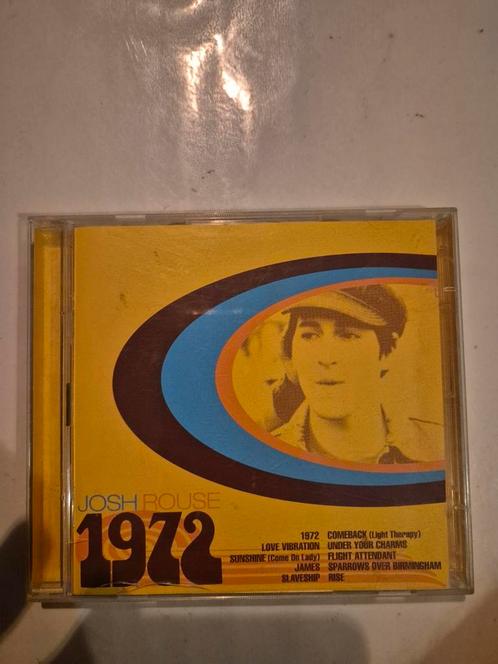 JOSH ROUSE
1972
1972
LOVE VIBRATION
SUNSHINE (Come On Lady)
JAMES
SLAVESHIP
COMEBACK (Light Therapy)
UNDER YOUR CHARMS
FLIGHT ATTENDANT
SPARROWS OVER BIRMINGHAM
RISE